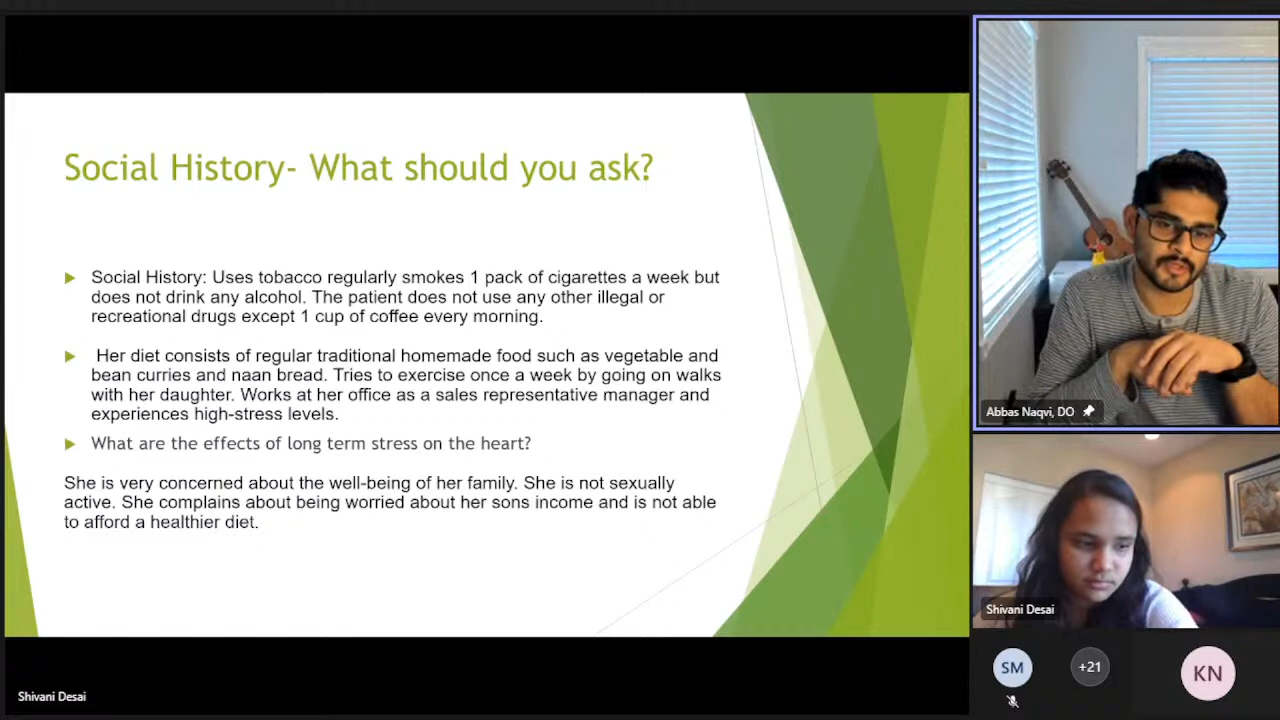 Social History- What should you ask?
Social History: Uses tobacco regularly smokes 1 pack of cigarettes a week but
does not drink any alcohol. The patient does not use any other illegal or
recreational drugs except 1 cup of coffee every morning.
Her diet consists of regular traditional homemade food such as vegetable and
bean curries and naan bread. Tries to exercise once a week by going on walks
with her daughter. Works at her office as a sales representative manager and
experiences high-stress levels.
What are the effects of long term stress on the heart?
She is very concerned about the well-being of her family. She is not sexually
active. She complains about being worried about her sons income and is not able
to afford a healthier diet.
Shivani Desai
Abbas Naqvi, DO
Shivani Desai
SM
+21
KN